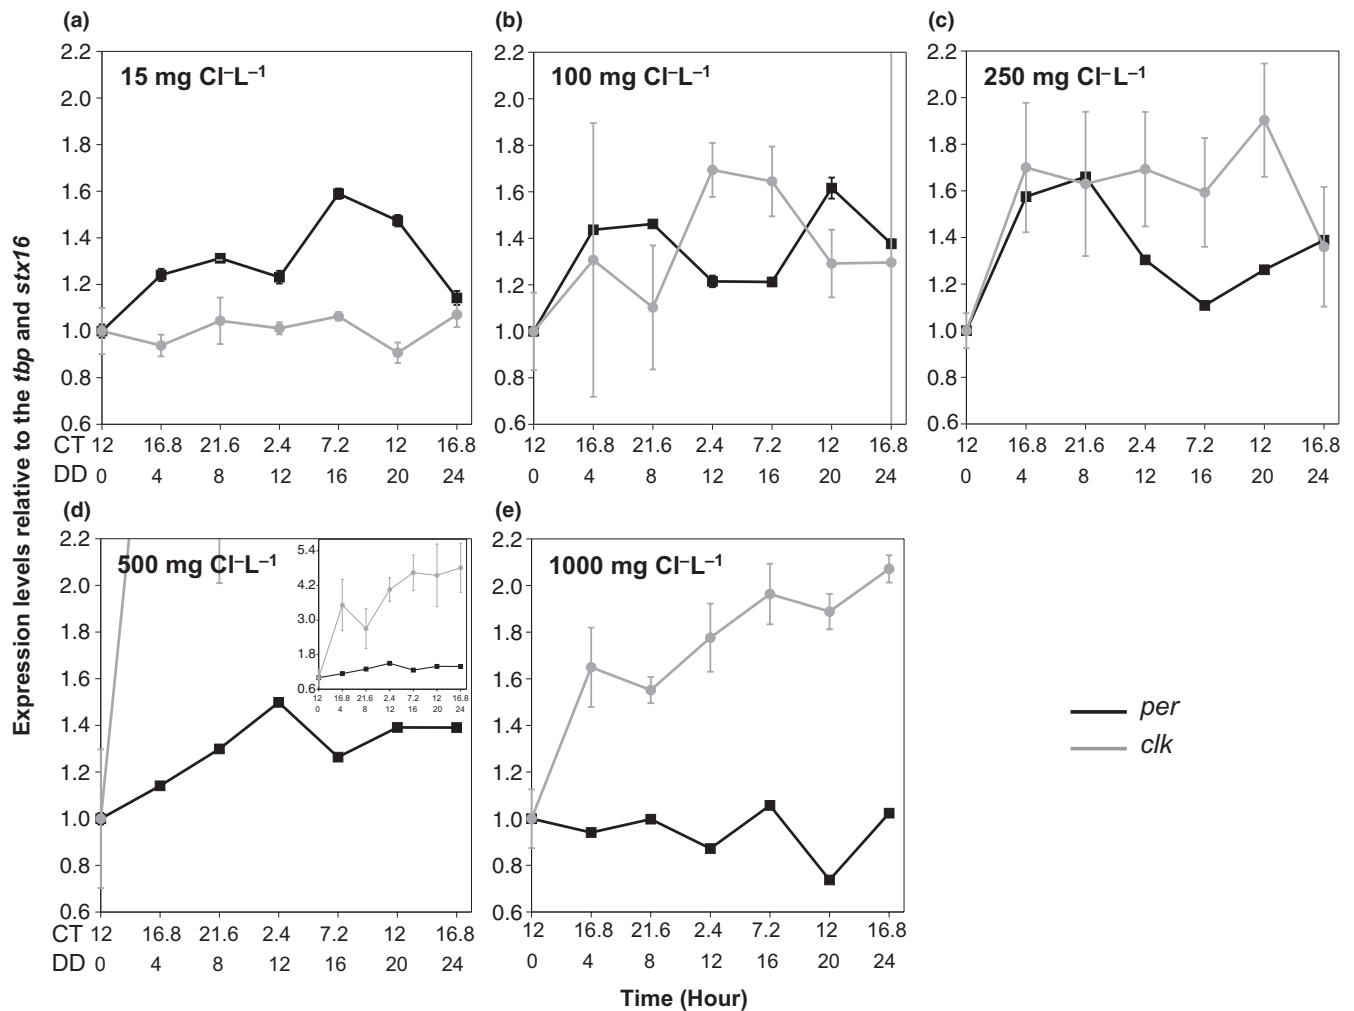 (a)
15 mg Cl⁻L⁻¹
2.2
2.0
1.8
1.6
1.4
1.2
1.0
0.8
0.6
CT 12 16.8 21.6 2.4 7.2 12 16.8
DD 0 4 8 12 16 20 24
(b)
100 mg Cl⁻L⁻¹
2.2
2.0
1.8
1.6
1.4
1.2
1.0
0.8
0.6
12 16.8 21.6 2.4 7.2 12 16.8
0 4 8 12 16 20 24
(c)
250 mg Cl⁻L⁻¹
2.2
2.0
1.8
1.6
1.4
1.2
1.0
0.8
0.6
12 16.8 21.6 2.4 7.2 12 16.8
0 4 8 12 16 20 24
Expression levels relative to the tbp and stx16
(d)
500 mg Cl⁻L⁻¹
2.2
2.0
1.8
1.6
1.4
1.2
1.0
0.8
0.6
5.4
4.2
3.0
1.8
0.6
12 16.8 21.6 2.4 7.2 12 16.8
0 4 8 12 16 20 24
CT 12 16.8 21.6 2.4 7.2 12 16.8
DD 0 4 8 12 16 20 24
(e)
1000 mg Cl⁻L⁻¹
2.2
2.0
1.8
1.6
1.4
1.2
1.0
0.8
0.6
12 16.8 21.6 2.4 7.2 12 16.8
0 4 8 12 16 20 24
per
clk
Time (Hour)